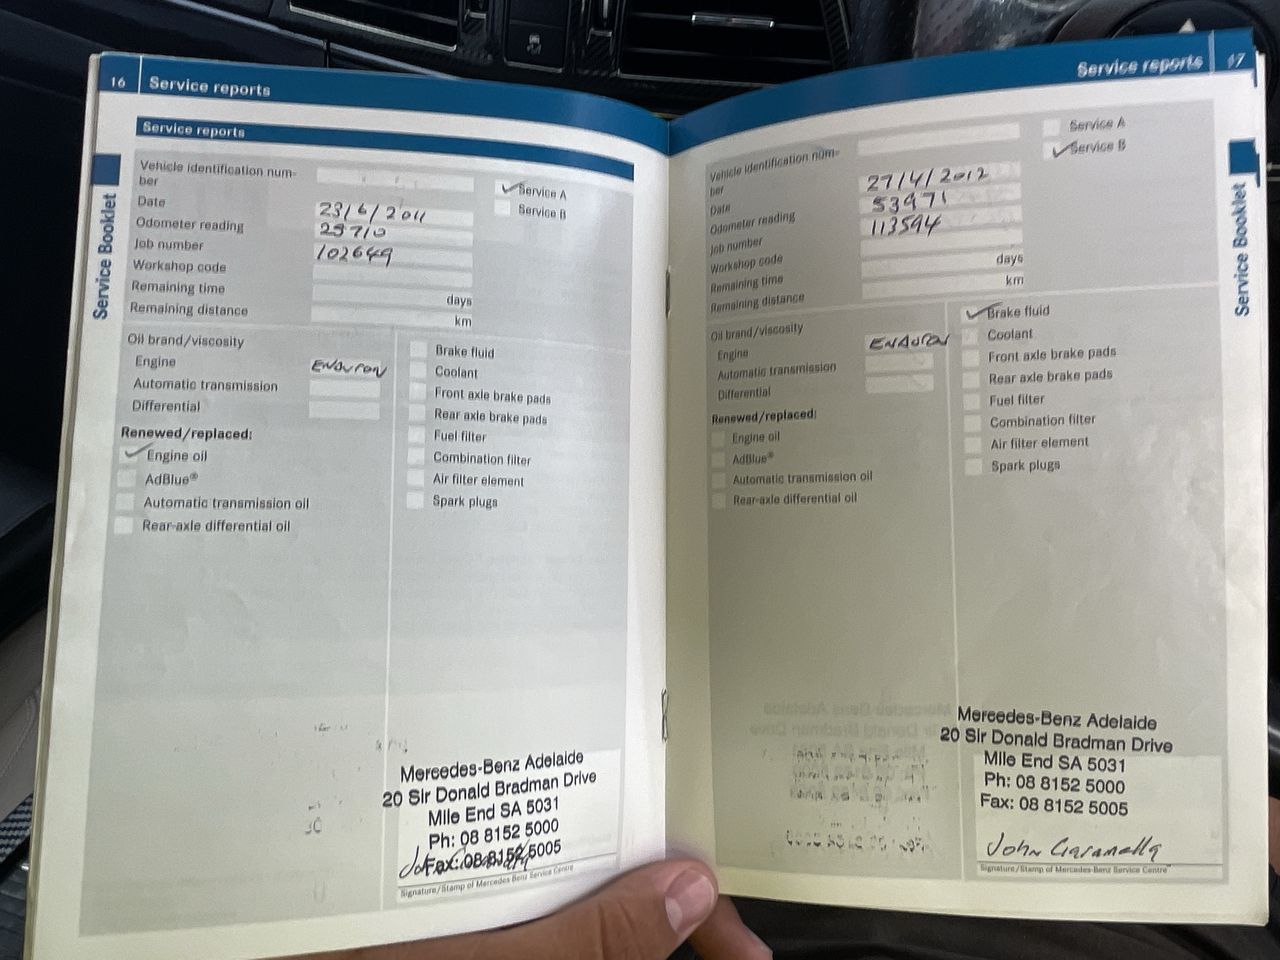 16 Service reports
Service reports
Service Booklet
Vehicle identification num-
ber
Date 23/6/2011
Odometer reading 25710
Job number 102649
Workshop code
Remaining time days
Remaining distance km
✓ Service A
Service B
Oil brand/viscosity
Engine ENDURON
Automatic transmission
Differential
Renewed/replaced:
✓ Engine oil
AdBlue®
Automatic transmission oil
Rear-axle differential oil
Brake fluid
Coolant
Front axle brake pads
Rear axle brake pads
Fuel filter
Combination filter
Air filter element
Spark plugs
Mercedes-Benz Adelaide
20 Sir Donald Bradman Drive
Mile End SA 5031
Ph: 08 8152 5000
Fax: 08 8152 5005
Signature/Stamp of Mercedes-Benz Service Centre
Service reports 17
Service Booklet
Vehicle identification num-
ber
Date 27/4/2012
Odometer reading 53971
Job number 113594
Workshop code
Remaining time days
Remaining distance km
Service A
✓ Service B
Oil brand/viscosity
Engine ENDURON
Automatic transmission
Differential
Renewed/replaced:
Engine oil
AdBlue®
Automatic transmission oil
Rear-axle differential oil
✓ Brake fluid
Coolant
Front axle brake pads
Rear axle brake pads
Fuel filter
Combination filter
Air filter element
Spark plugs
Mercedes-Benz Adelaide
20 Sir Donald Bradman Drive
Mile End SA 5031
Ph: 08 8152 5000
Fax: 08 8152 5005
John Garamella
Signature/Stamp of Mercedes-Benz Service Centre